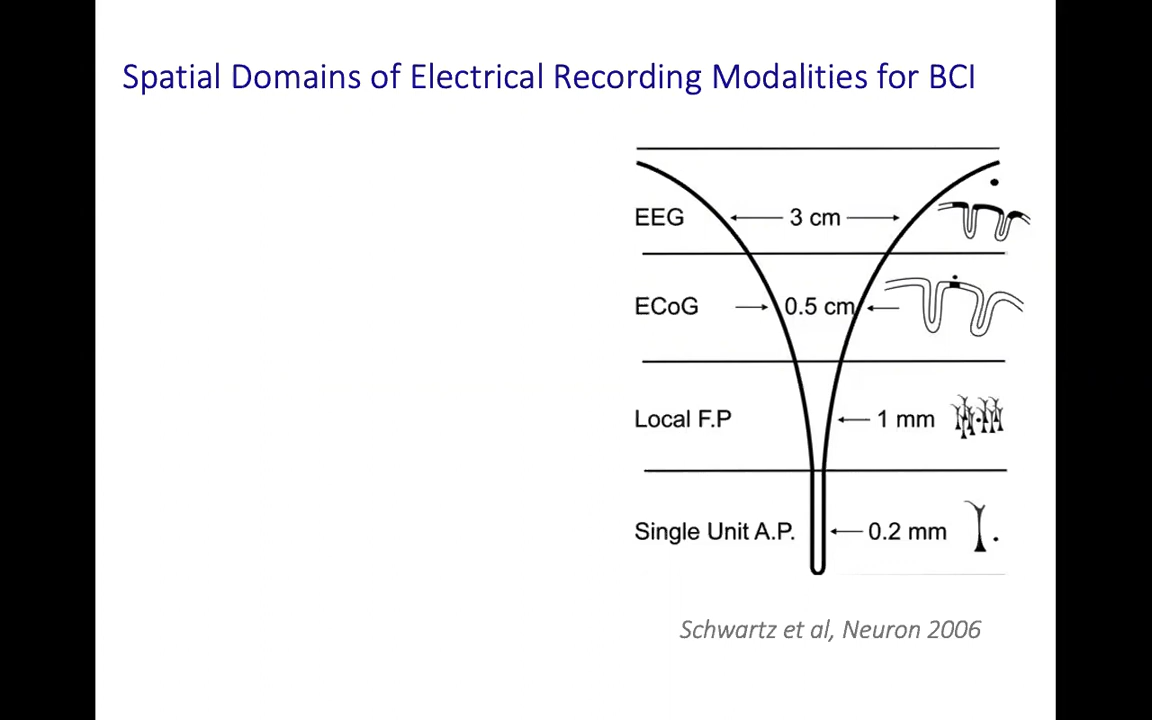 Spatial Domains of Electrical Recording Modalities for BCI
EEG 3 cm
ECoG 0.5 cm
Local F.P 1 mm
Single Unit A.P. 0.2 mm
Schwartz et al, Neuron 2006